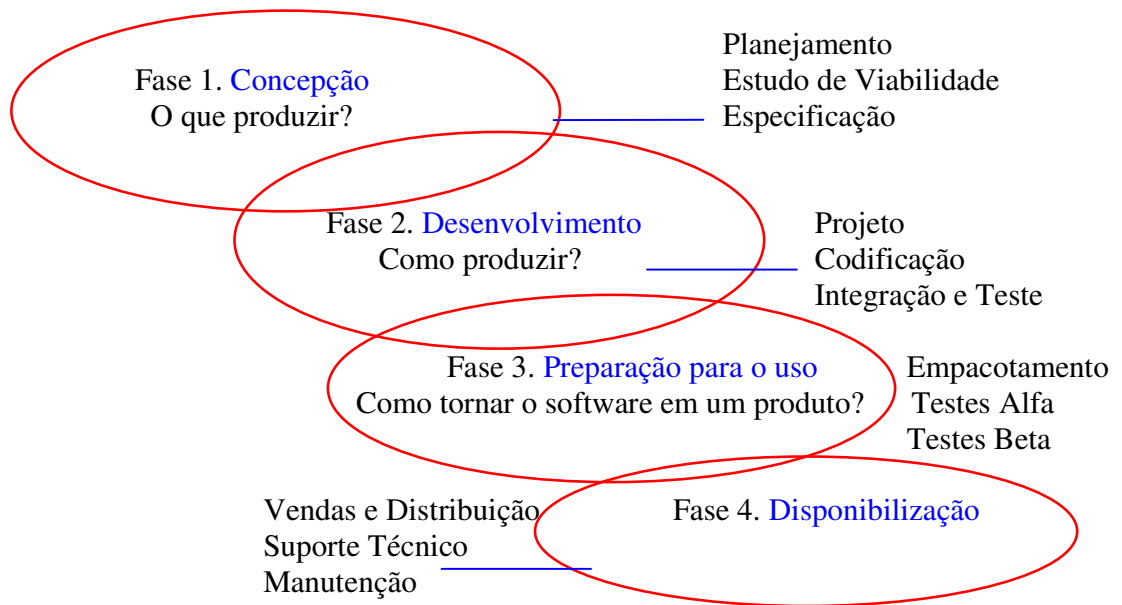 Fase 1. Concepção
O que produzir?
Planejamento
Estudo de Viabilidade
Especificação
Fase 2. Desenvolvimento
Como produzir?
Projeto
Codificação
Integração e Teste
Fase 3. Preparação para o uso
Como tornar o software em um produto?
Empacotamento
Testes Alfa
Testes Beta
Fase 4. Disponibilização
Vendas e Distribuição
Suporte Técnico
Manutenção